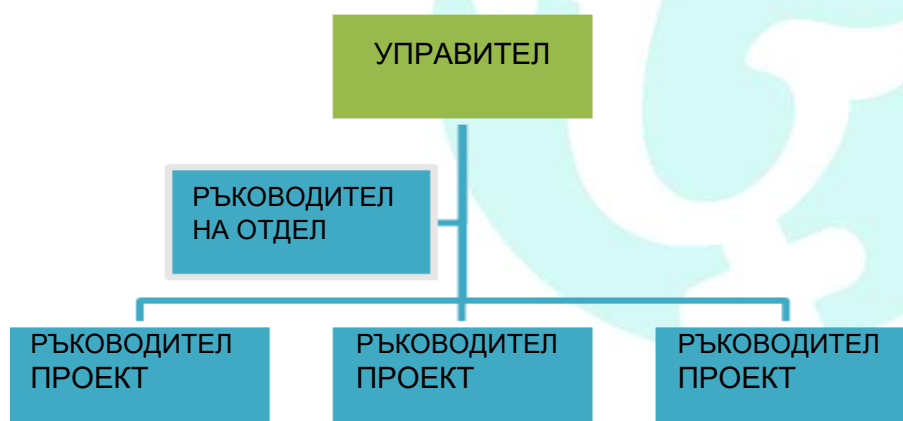 УПРАВИТЕЛ
РЪКОВОДИТЕЛ
НА ОТДЕЛ
РЪКОВОДИТЕЛ
ПРОЕКТ
РЪКОВОДИТЕЛ
ПРОЕКТ
РЪКОВОДИТЕЛ
ПРОЕКТ